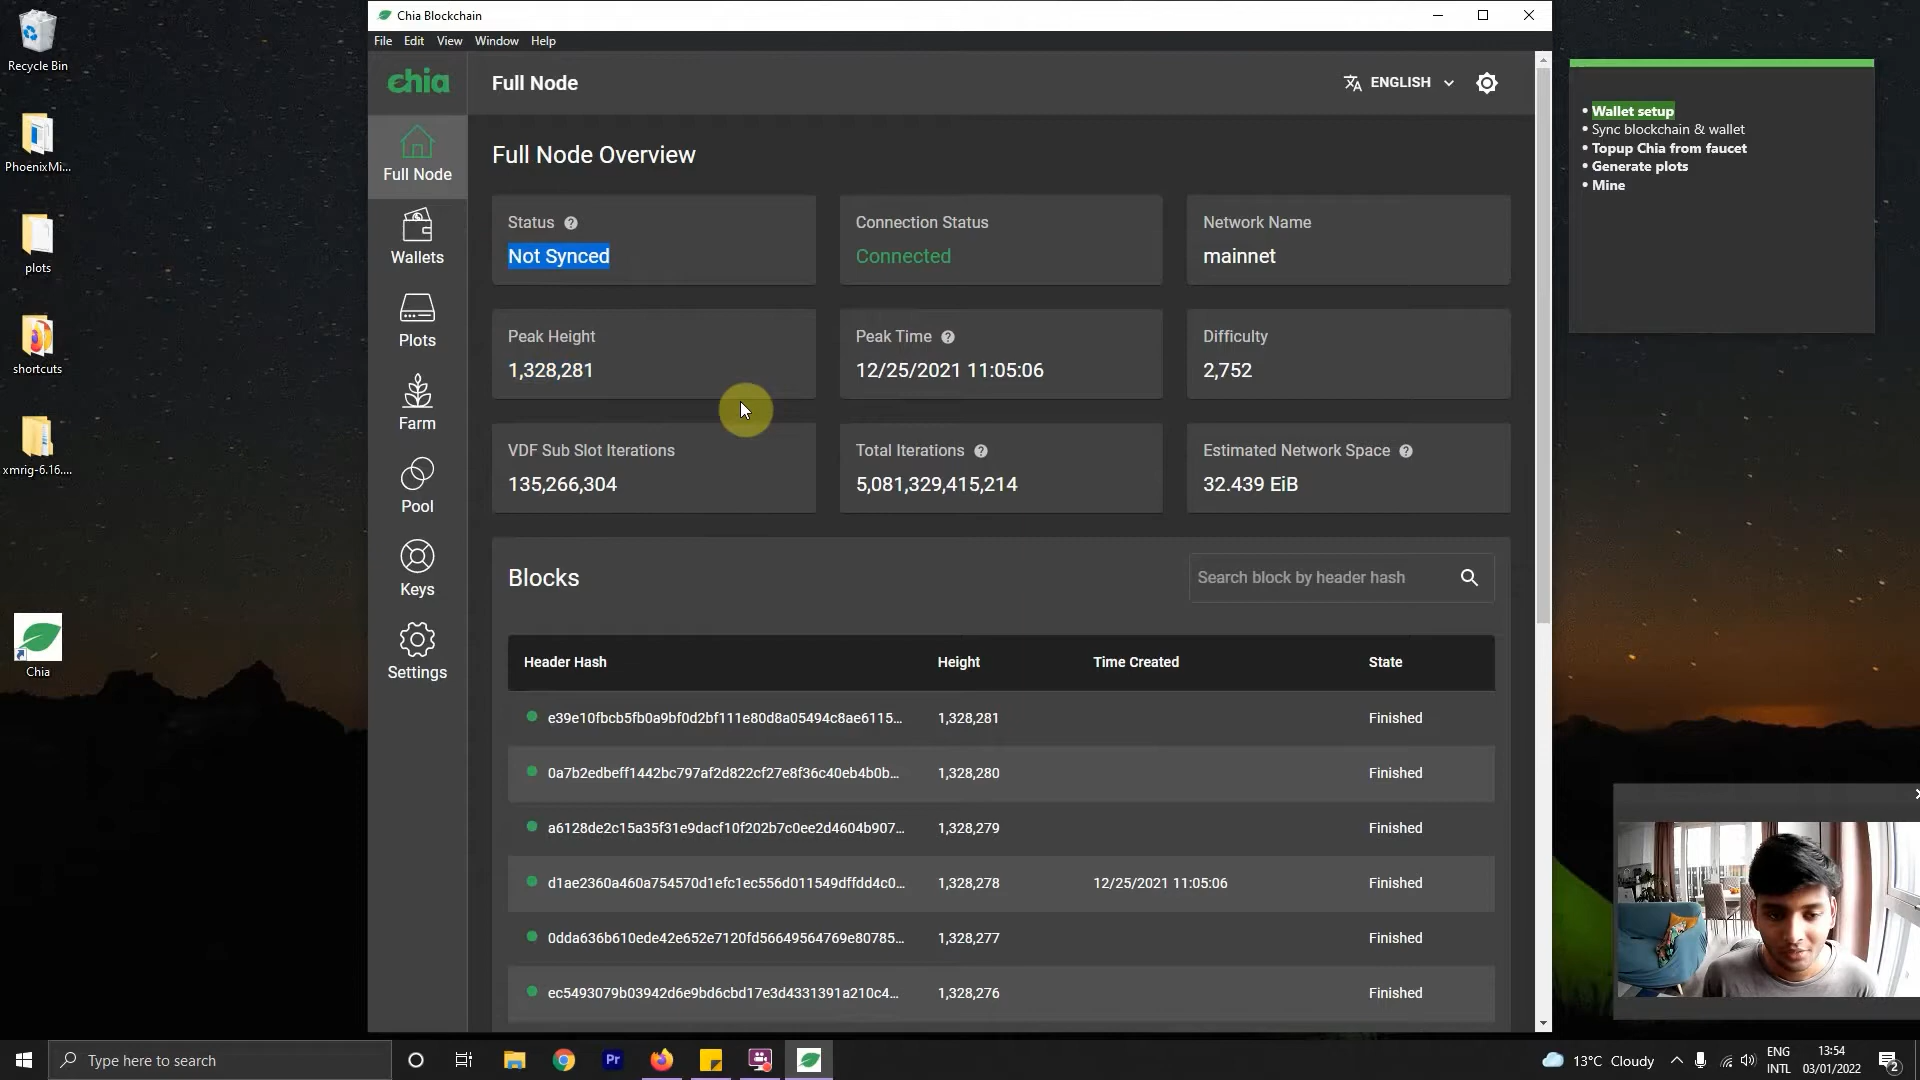 Recycle Bin
PhoenixMi...
plots
shortcuts
xmrig-6.16....
Chia
Chia Blockchain
File Edit View Window Help
chia
Full Node
ENGLISH
Full Node
Wallets
Plots
Farm
Pool
Keys
Settings
Full Node Overview
Status
Not Synced
Connection Status
Connected
Network Name
mainnet
Peak Height
1,328,281
Peak Time
12/25/2021 11:05:06
Difficulty
2,752
VDF Sub Slot Iterations
135,266,304
Total Iterations
5,081,329,415,214
Estimated Network Space
32.439 EiB
Blocks
Search block by header hash
Header Hash Height Time Created State
e39e10fbcb5fb0a9bf0d2bf111e80d8a05494c8ae6115... 1,328,281 Finished
0a7b2edbeff1442bc797af2d822cf27e8f36c40eb4b0b... 1,328,280 Finished
a6128de2c15a35f31e9dacf10f202b7c0ee2d4604b907... 1,328,279 Finished
d1ae2360a460a754570d1efc1ec556d011549dffdd4c0... 1,328,278 12/25/2021 11:05:06 Finished
0dda636b610ede42e652e7120fd56649564769e80785... 1,328,277 Finished
ec5493079b03942d6e9bd6cbd17e3d4331391a210c4... 1,328,276 Finished
• Wallet setup
• Sync blockchain & wallet
• Topup Chia from faucet
• Generate plots
• Mine
Type here to search
Pr
13°C Cloudy
ENG
INTL
13:54
03/01/2022
2